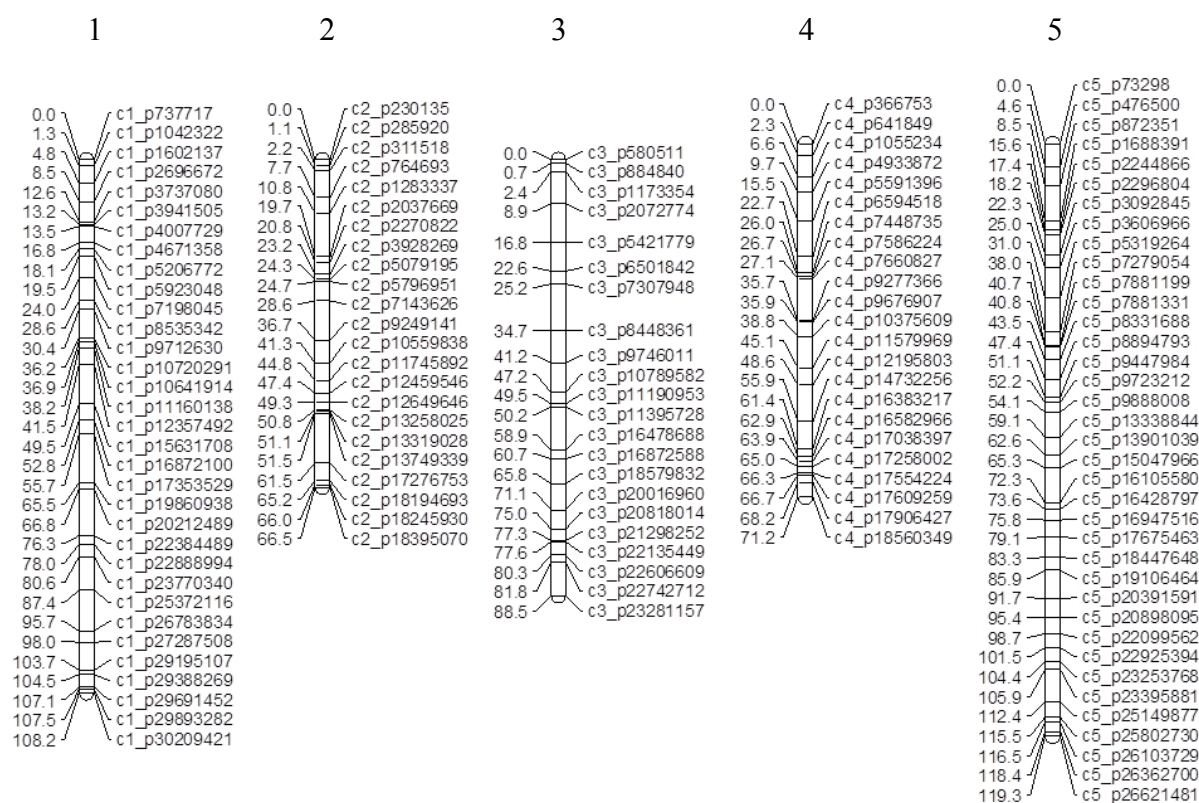 1
0.0 c1_p737717
1.3 c1_p1042322
4.8 c1_p1602137
8.5 c1_p2696672
12.6 c1_p3737080
13.2 c1_p3941505
13.5 c1_p4007729
16.8 c1_p4671358
18.1 c1_p5206772
19.5 c1_p5923048
24.0 c1_p7198045
28.6 c1_p8535342
30.4 c1_p9712630
36.2 c1_p10720291
36.9 c1_p10641914
38.2 c1_p11160138
41.5 c1_p12357492
49.5 c1_p15631708
52.8 c1_p16872100
55.7 c1_p17353529
65.5 c1_p19860938
66.8 c1_p20212489
76.3 c1_p22384489
78.0 c1_p22888994
80.6 c1_p23770340
87.4 c1_p25372116
95.7 c1_p26783834
98.0 c1_p27287508
103.7 c1_p29195107
104.5 c1_p29388269
107.1 c1_p29691452
107.5 c1_p29893282
108.2 c1_p30209421
2
0.0 c2_p230135
1.1 c2_p285920
2.2 c2_p311518
7.7 c2_p764693
10.8 c2_p1283337
19.7 c2_p2037669
20.8 c2_p2270822
23.2 c2_p3928269
24.3 c2_p5079195
24.7 c2_p5796951
28.6 c2_p7143626
36.7 c2_p9249141
41.3 c2_p10559838
44.8 c2_p11745892
47.4 c2_p12459546
49.3 c2_p12649646
50.8 c2_p13258025
51.1 c2_p13319028
51.5 c2_p13749339
61.5 c2_p17276753
65.2 c2_p18194693
66.0 c2_p18245930
66.5 c2_p18395070
3
0.0 c3_p580511
0.7 c3_p884840
2.4 c3_p1173354
8.9 c3_p2072774
16.8 c3_p5421779
22.6 c3_p6501842
25.2 c3_p7307948
34.7 c3_p8448361
41.2 c3_p9746011
47.2 c3_p10789582
49.5 c3_p11190953
50.2 c3_p11395728
58.9 c3_p16478688
60.7 c3_p16872588
65.8 c3_p18579832
71.1 c3_p20016960
75.0 c3_p20818014
77.3 c3_p21298252
77.6 c3_p22135449
80.3 c3_p22606609
81.8 c3_p22742712
88.5 c3_p23281157
4
0.0 c4_p366753
2.3 c4_p641849
6.6 c4_p1055234
9.7 c4_p4933872
15.5 c4_p5591396
22.7 c4_p6594518
26.0 c4_p7448735
26.7 c4_p7586224
27.1 c4_p7660827
35.7 c4_p9277366
35.9 c4_p9676907
38.8 c4_p10375609
45.1 c4_p11579969
48.6 c4_p12195803
55.9 c4_p14732256
61.4 c4_p16383217
62.9 c4_p16582966
63.9 c4_p17038397
65.0 c4_p17258002
66.3 c4_p17554224
66.7 c4_p17609259
68.2 c4_p17906427
71.2 c4_p18560349
5
0.0 c5_p73298
4.6 c5_p476500
8.5 c5_p872351
15.6 c5_p1688391
17.4 c5_p2244866
18.2 c5_p2296804
22.3 c5_p3092845
25.0 c5_p3606966
31.0 c5_p5319264
38.0 c5_p7279054
40.7 c5_p7881199
40.8 c5_p7881331
43.5 c5_p8331688
47.4 c5_p8894793
51.1 c5_p9447984
52.2 c5_p9723212
54.1 c5_p9888008
59.1 c5_p13338844
62.6 c5_p13901039
65.3 c5_p15047966
72.3 c5_p16105580
73.6 c5_p16428797
75.8 c5_p16947516
79.1 c5_p17675463
83.3 c5_p18447648
85.9 c5_p19106464
91.7 c5_p20391591
95.4 c5_p20898095
98.7 c5_p22099562
101.5 c5_p22925394
104.4 c5_p23253768
105.9 c5_p23395881
112.4 c5_p25149877
115.5 c5_p25802730
116.5 c5_p26103729
118.4 c5_p26362700
119.3 c5_p26621481